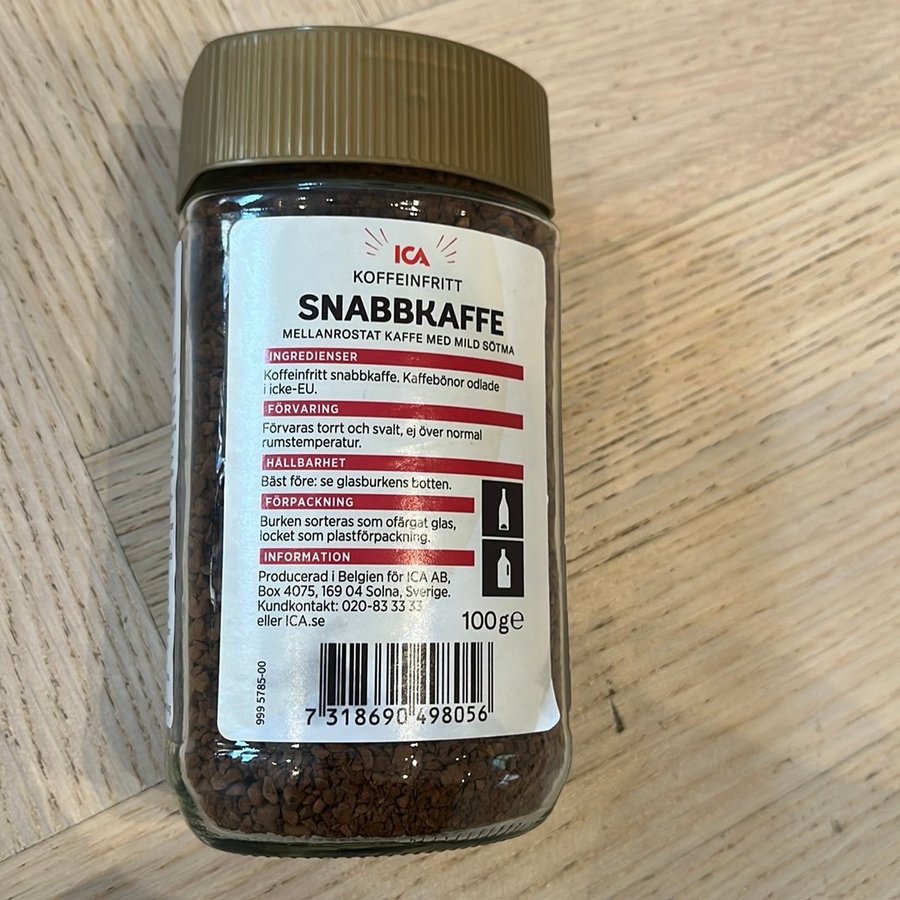 ICA
KOFFEINFRITT
SNABBKAFFE
MELLANROSTAT KAFFE MED MILD SÖTMA
INGREDIENSER
Koffeinfritt snabbkaffe. Kaffebönor odlade
i icke-EU.
FÖRVARING
Förvaras torrt och svalt, ej över normal
rumstemperatur.
HÅLLBARHET
Bäst före: se glasburkens botten.
FÖRPACKNING
Burken sorteras som ofärgat glas,
locket som plastförpackning.
INFORMATION
Producerad i Belgien för ICA AB,
Box 4075, 169 04 Solna, Sverige.
Kundkontakt: 020-83 33 33
eller ICA.se
100g℮
999 5785-00
7 318690 498056